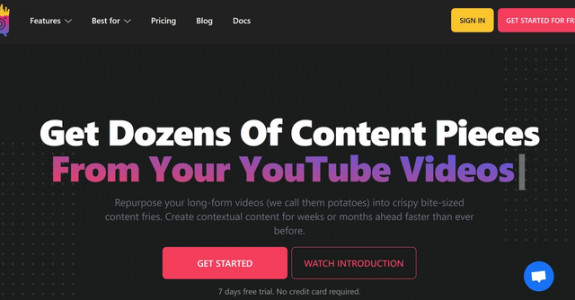 Features Best for Pricing Blog Docs SIGN IN GET STARTED FOR FR
Get Dozens Of Content Pieces
From Your YouTube Videos
Repurpose your long-form videos (we call them potatoes) into crispy bite-sized
content fries. Create contextual content for weeks or months ahead faster than ever
before.
GET STARTED WATCH INTRODUCTION
7 days free trial. No credit card required.